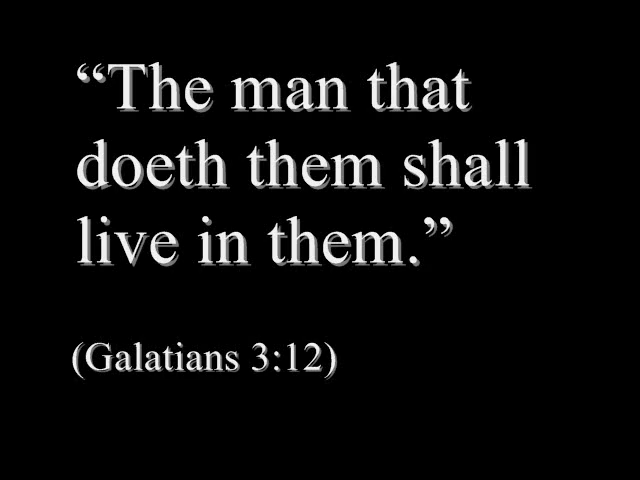 “The man that
doeth them shall
live in them.”
(Galatians 3:12)